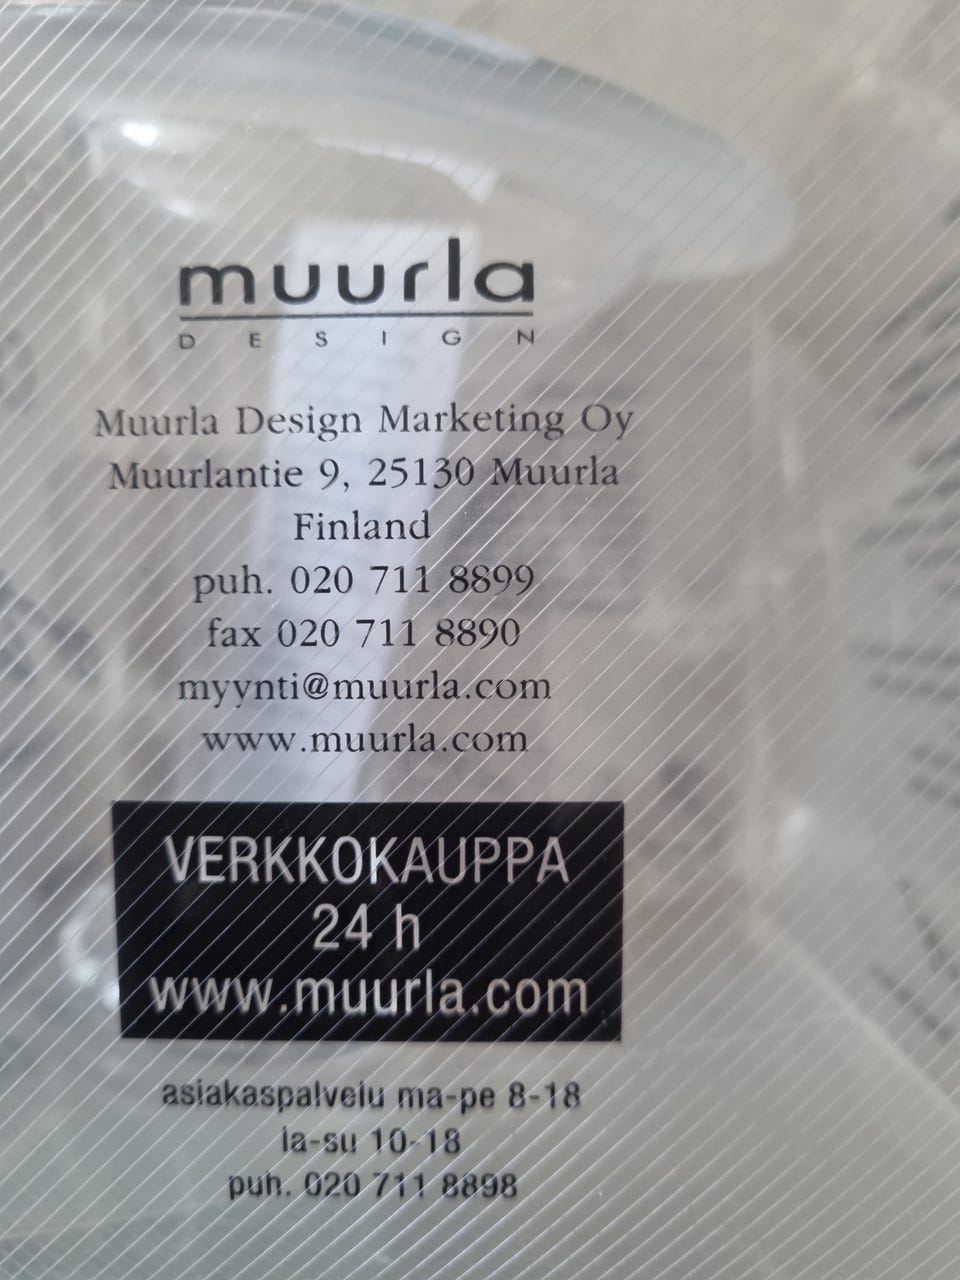 muurla
DESIGN
Muurla Design Marketing Oy
Muurlantie 9, 25130 Muurla
Finland
puh. 020 711 8899
fax 020 711 8890
myynti@muurla.com
www.muurla.com
VERKKOKAUPPA
24 h
www.muurla.com
asiakaspalvelu ma-pe 8-18
la-su 10-18
puh. 020 711 8898